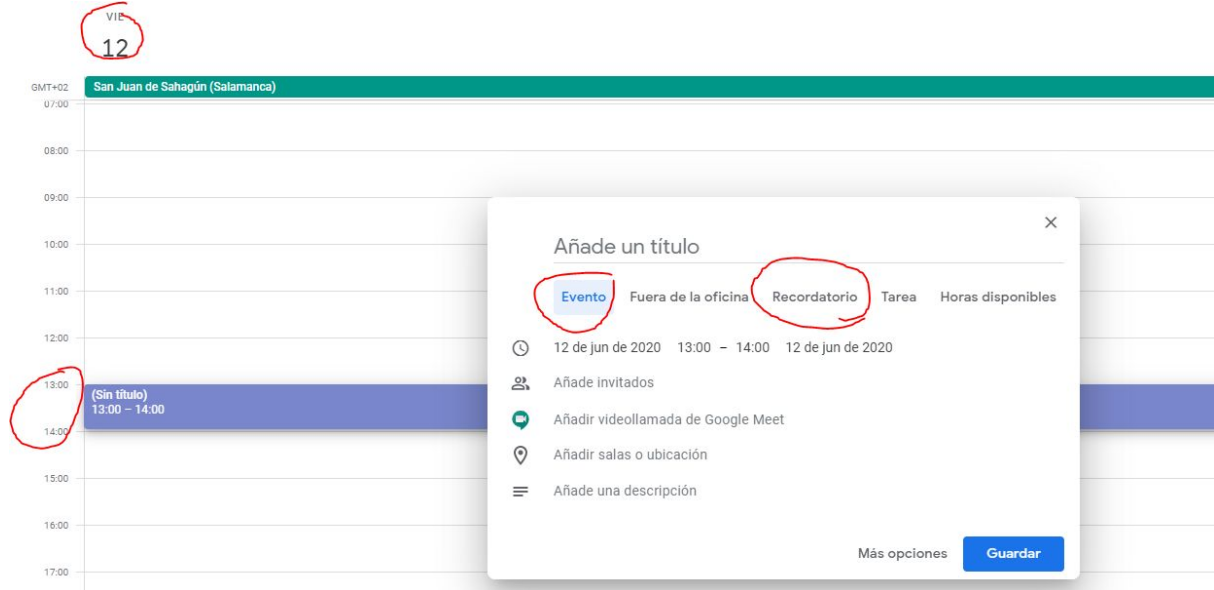 VIE
12
GMT+02 San Juan de Sahagún (Salamanca)
07:00
08:00
09:00
10:00
11:00
12:00
13:00
(Sin título)
13:00 – 14:00
14:00
15:00
16:00
17:00
Añade un título
Evento Fuera de la oficina Recordatorio Tarea Horas disponibles
12 de jun de 2020 13:00 – 14:00 12 de jun de 2020
Añade invitados
Añadir videollamada de Google Meet
Añadir salas o ubicación
Añade una descripción
Más opciones Guardar